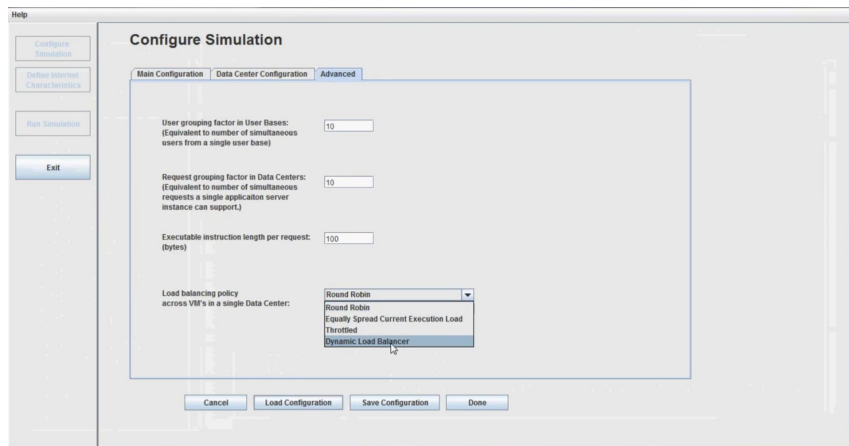 Help
Configure
Simulation
Define Internet
Characteristics
Run Simulation
Exit
Configure Simulation
Main Configuration
Data Center Configuration
Advanced
User grouping factor in User Bases:
(Equivalent to number of simultaneous
users from a single user base)
10
Request grouping factor in Data Centers:
(Equivalent to number of simultaneous
requests a single applicaiton server
instance can support.)
10
Executable instruction length per request:
(bytes)
100
Load balancing policy
across VM's in a single Data Center:
Round Robin
Round Robin
Equally Spread Current Execution Load
Throttled
Dynamic Load Balancer
Cancel
Load Configuration
Save Configuration
Done